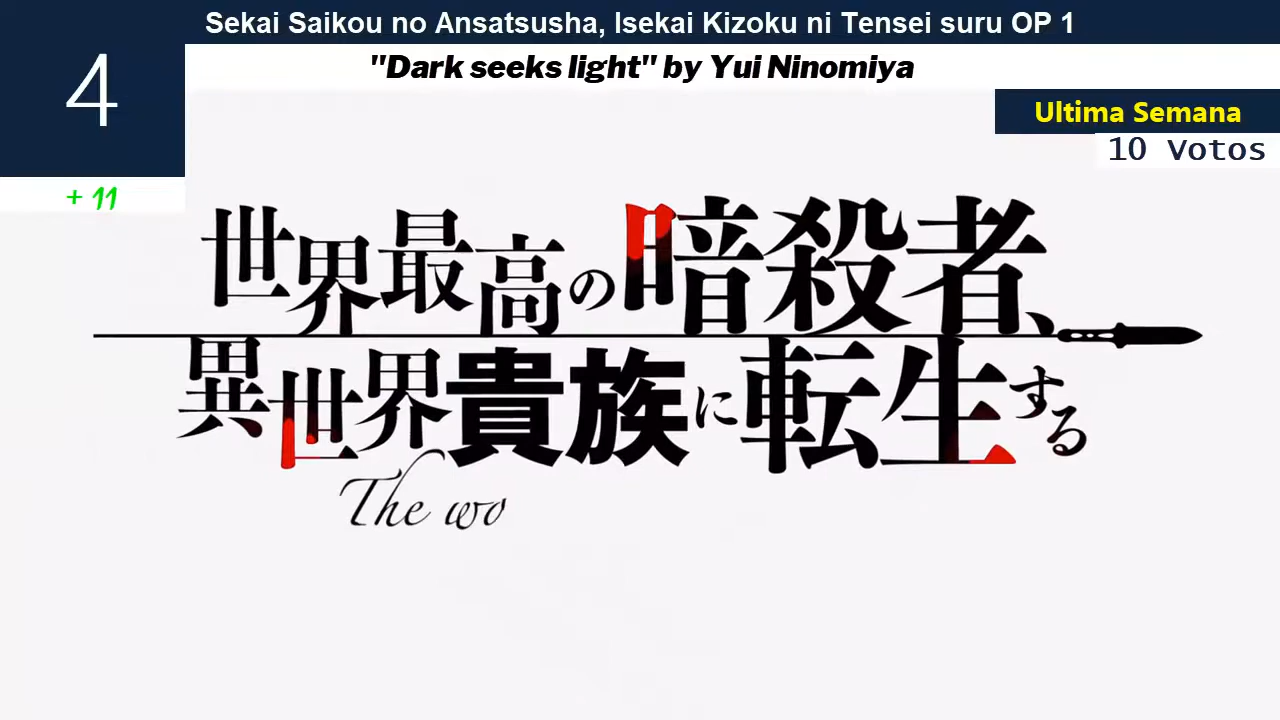 Sekai Saikou no Ansatsusha, Isekai Kizoku ni Tensei suru OP 1
4
"Dark seeks light" by Yui Ninomiya
Ultima Semana
10 Votos
+ 11
世界最高の暗殺者、
異世界貴族に転生する
The wo